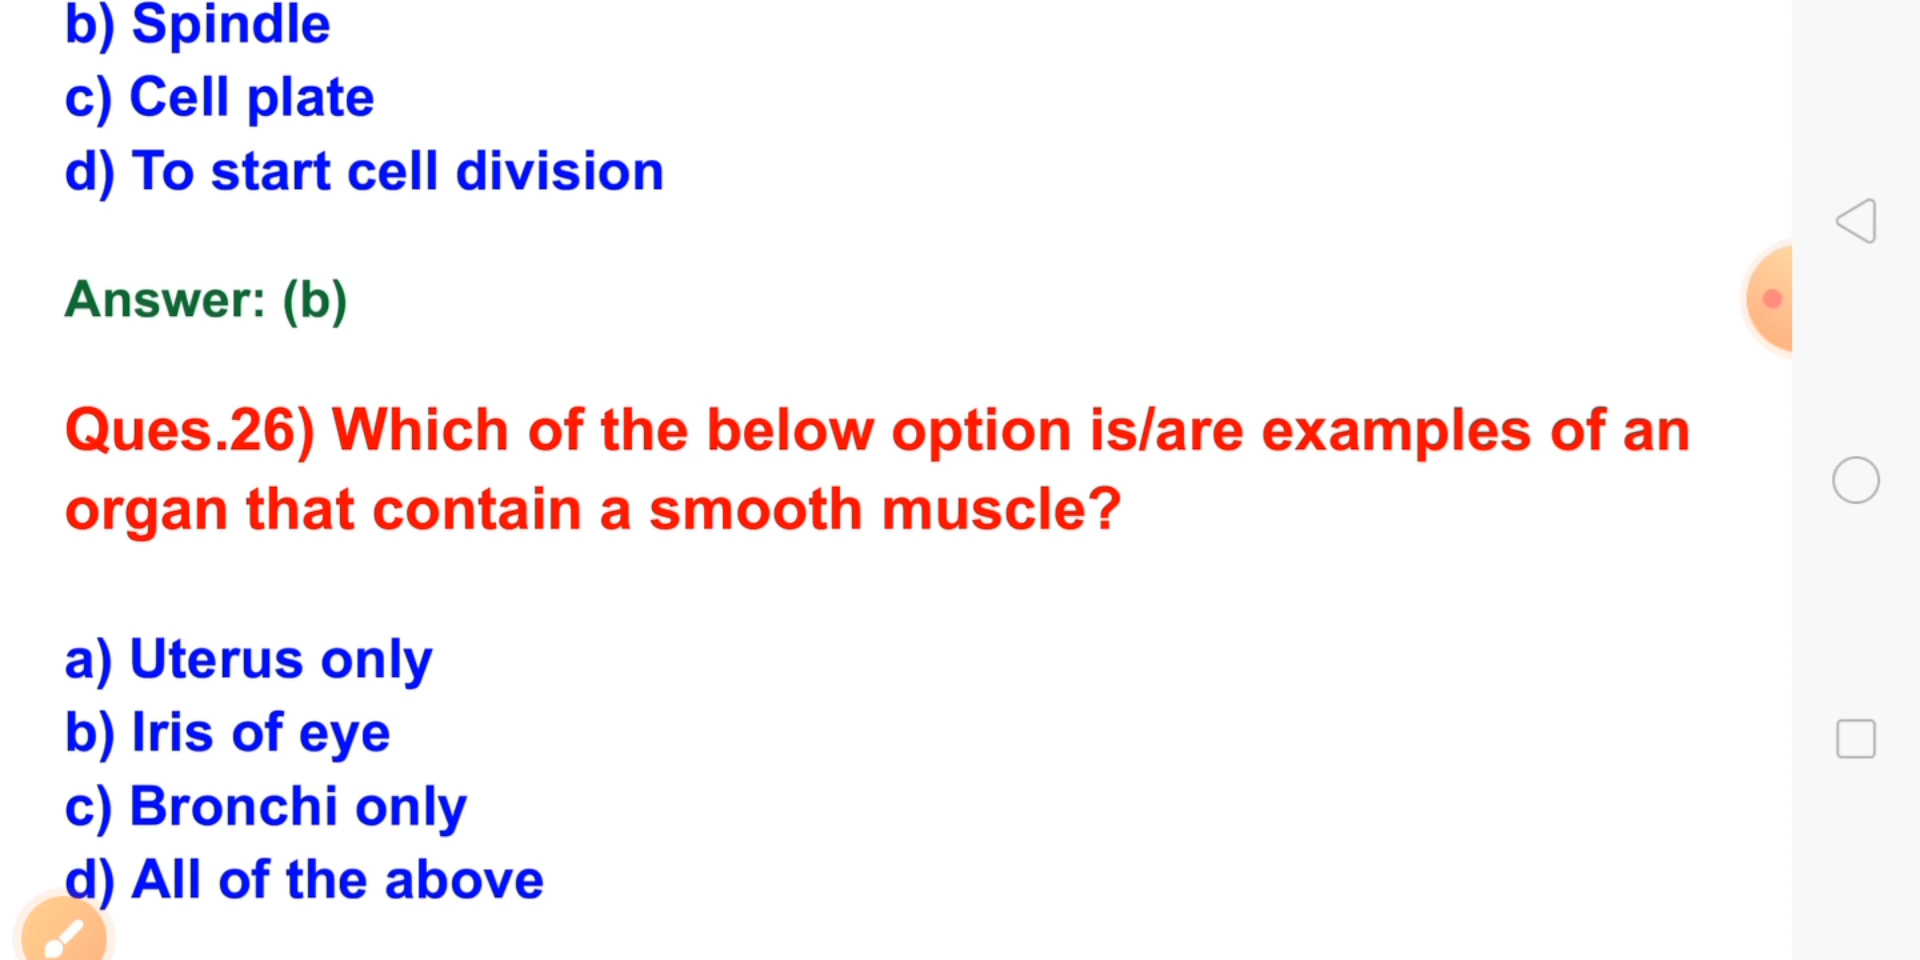 b) Spindle
c) Cell plate
d) To start cell division
Answer: (b)
Ques.26) Which of the below option is/are examples of an
organ that contain a smooth muscle?
a) Uterus only
b) Iris of eye
c) Bronchi only
d) All of the above